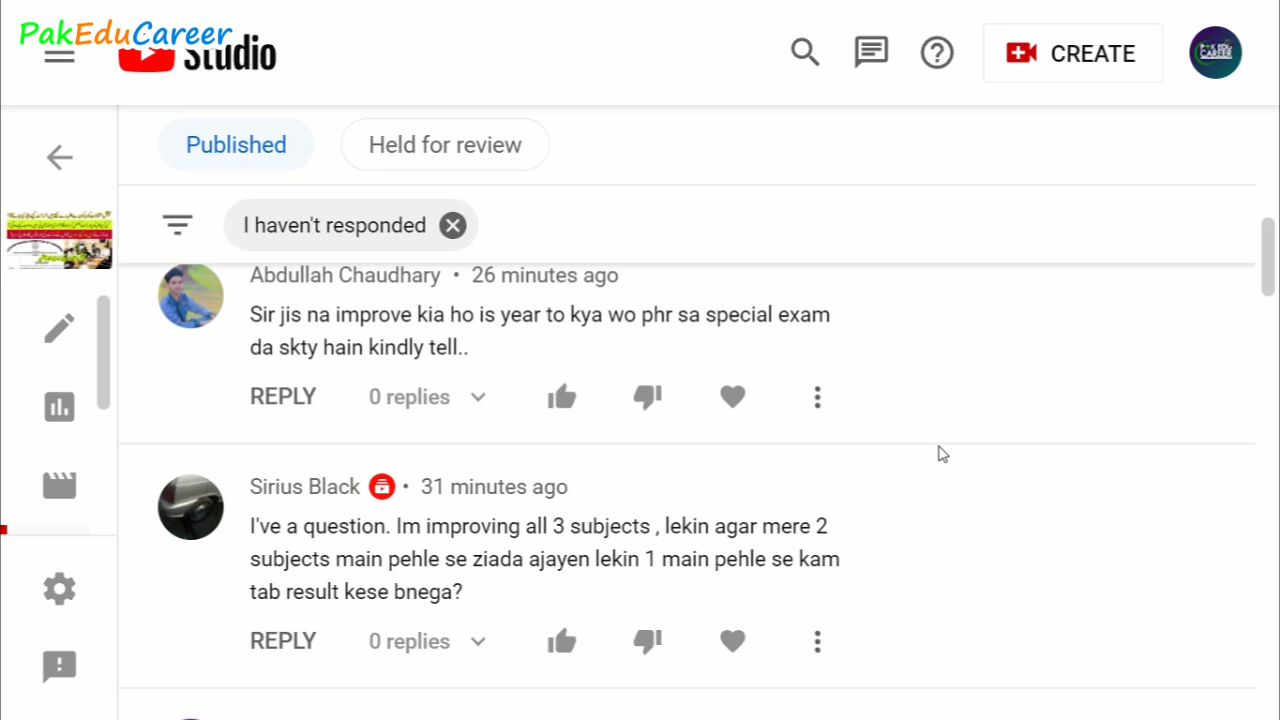 PakEduCareer
Studio
CREATE
Published
Held for review
I haven't responded
Abdullah Chaudhary • 26 minutes ago
Sir jis na improve kia ho is year to kya wo phr sa special exam
da skty hain kindly tell..
REPLY 0 replies
Sirius Black • 31 minutes ago
I've a question. Im improving all 3 subjects , lekin agar mere 2
subjects main pehle se ziada ajayen lekin 1 main pehle se kam
tab result kese bnega?
REPLY 0 replies